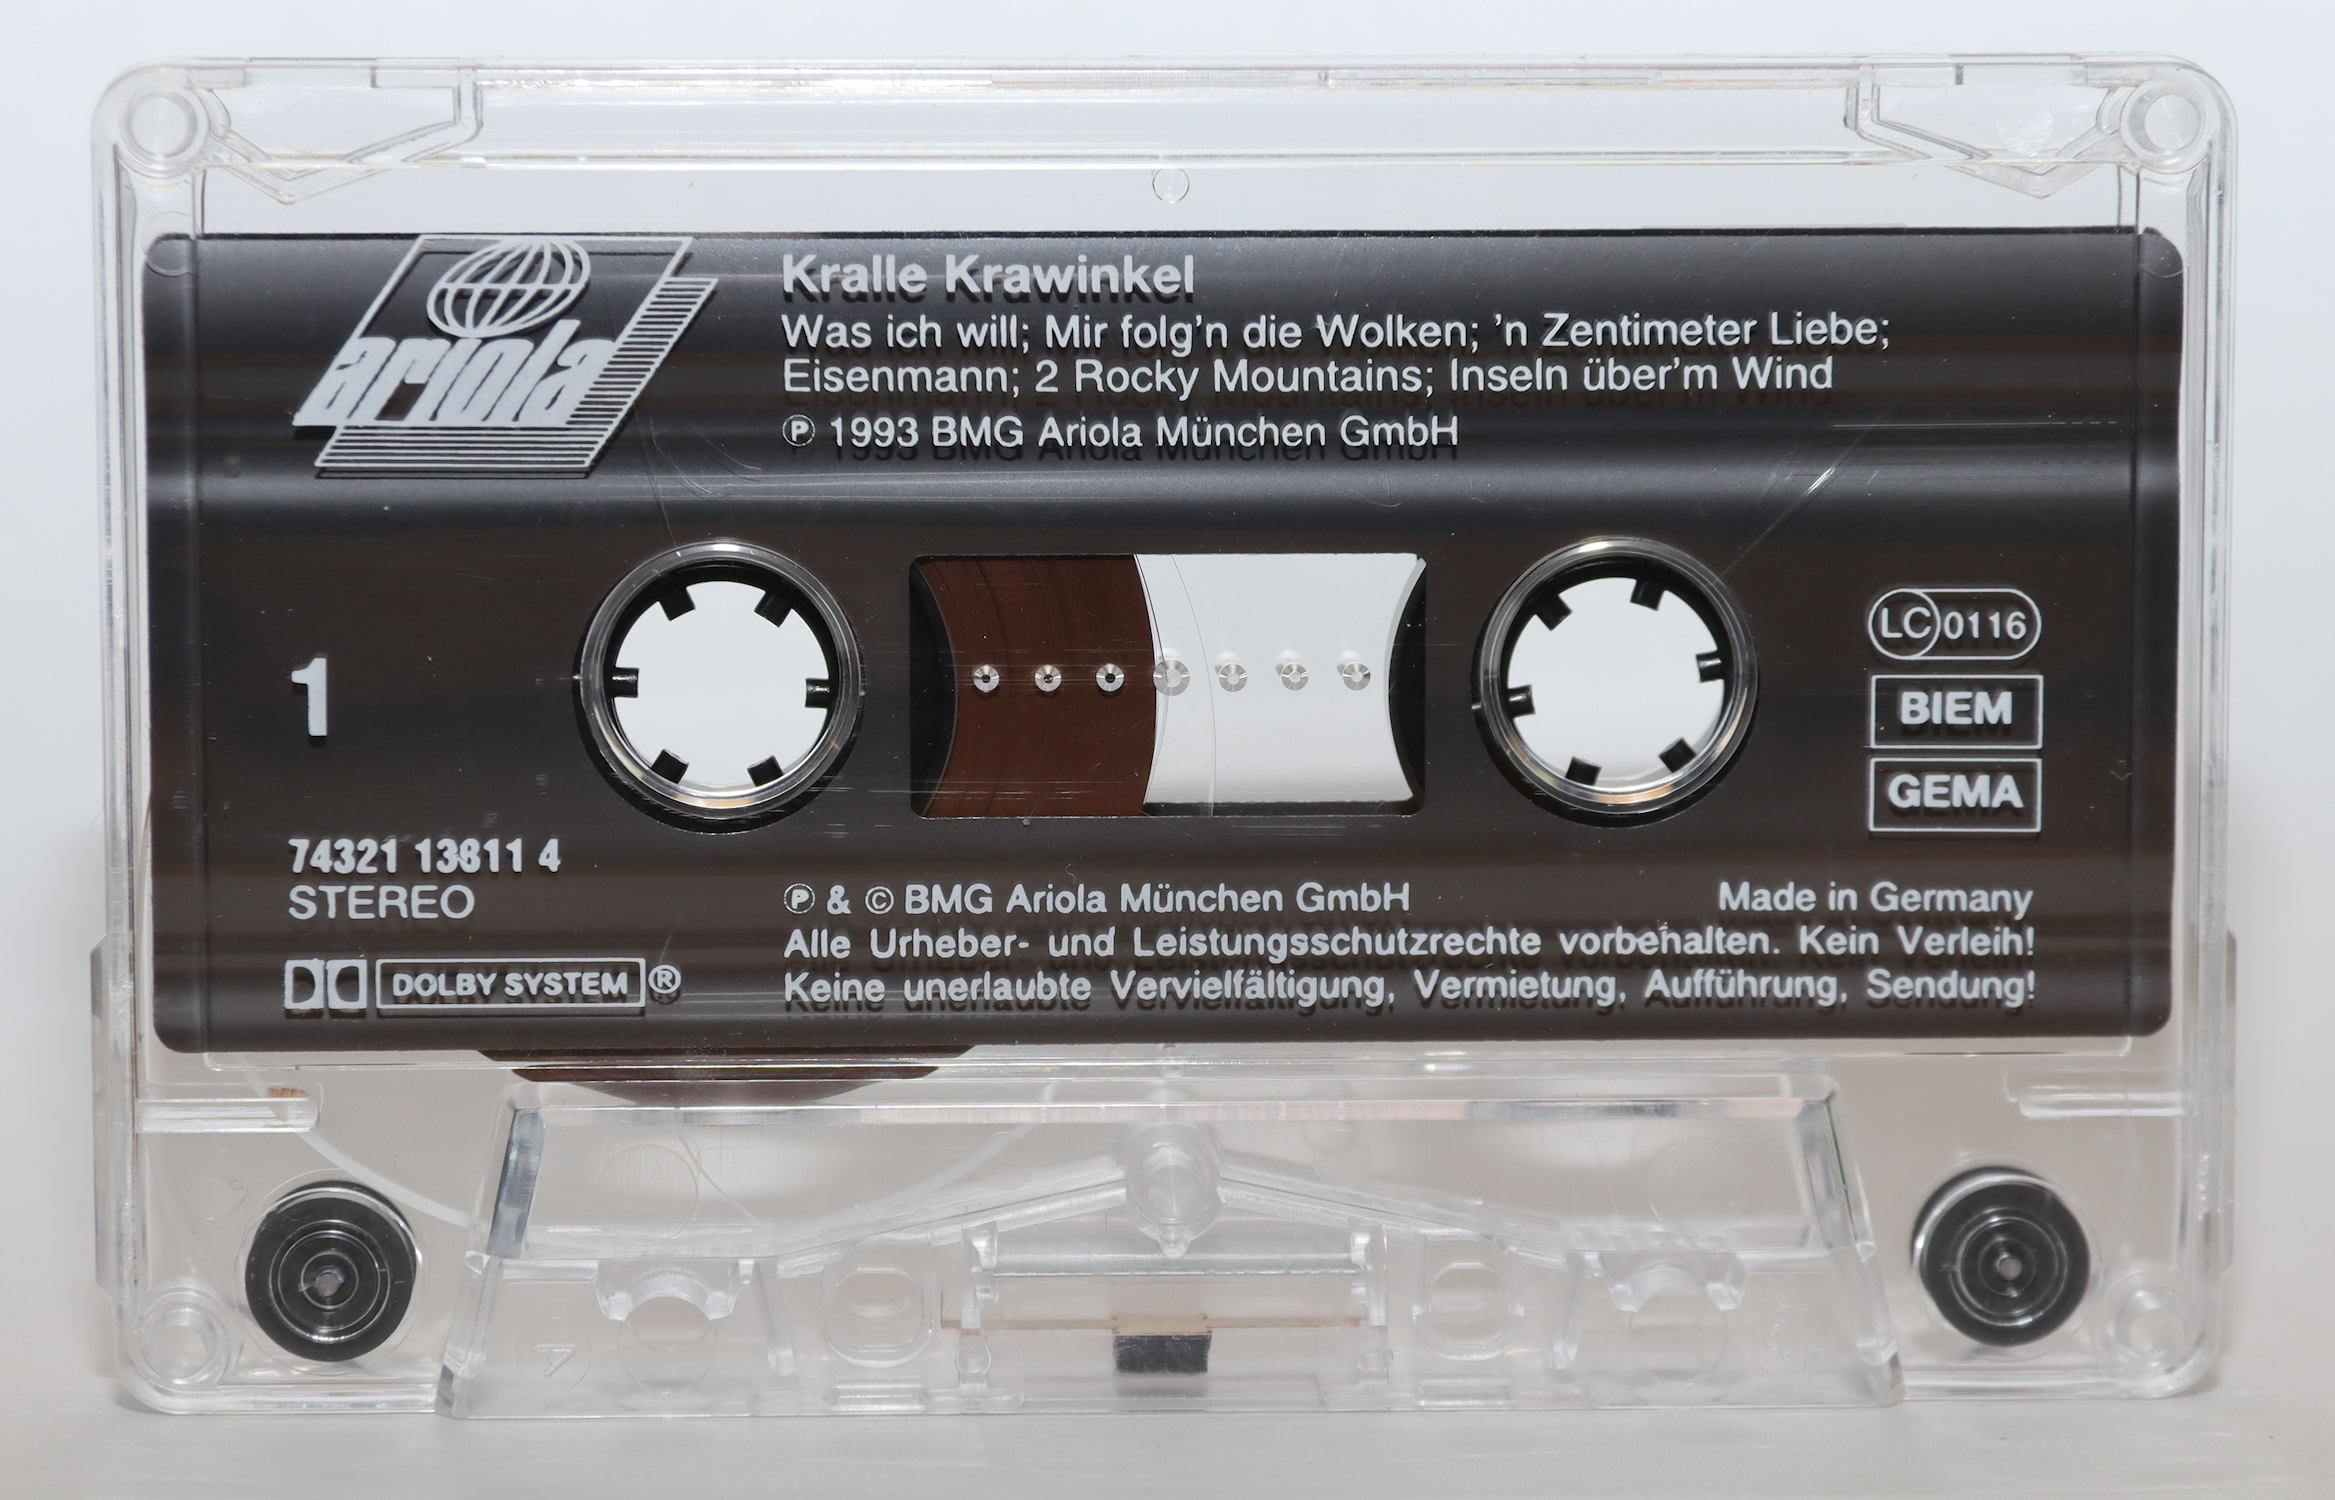 ariola
Kralle Krawinkel
Was ich will; Mir folg'n die Wolken; 'n Zentimeter Liebe;
Eisenmann; 2 Rocky Mountains; Inseln über'm Wind
℗ 1993 BMG Ariola München GmbH
1
LC 0116
BIEM
GEMA
74321 13811 4
STEREO
DOLBY SYSTEM ®
℗ & © BMG Ariola München GmbH
Made in Germany
Alle Urheber- und Leistungsschutzrechte vorbehalten. Kein Verleih!
Keine unerlaubte Vervielfältigung, Vermietung, Aufführung, Sendung!
A